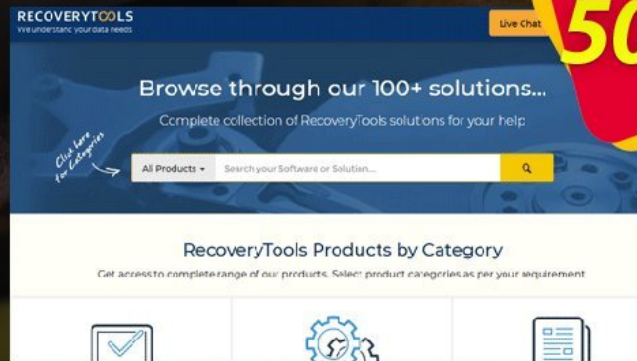 RECOVERYTOOLS
We understand your data needs
Live Chat
50
Browse through our 100+ solutions...
Complete collection of RecoveryTools solutions for your help
Click here
for Categories
All Products
Search your Software or Solution...
RecoveryTools Products by Category
Get access to complete range of our products. Select product categories as per your requirement